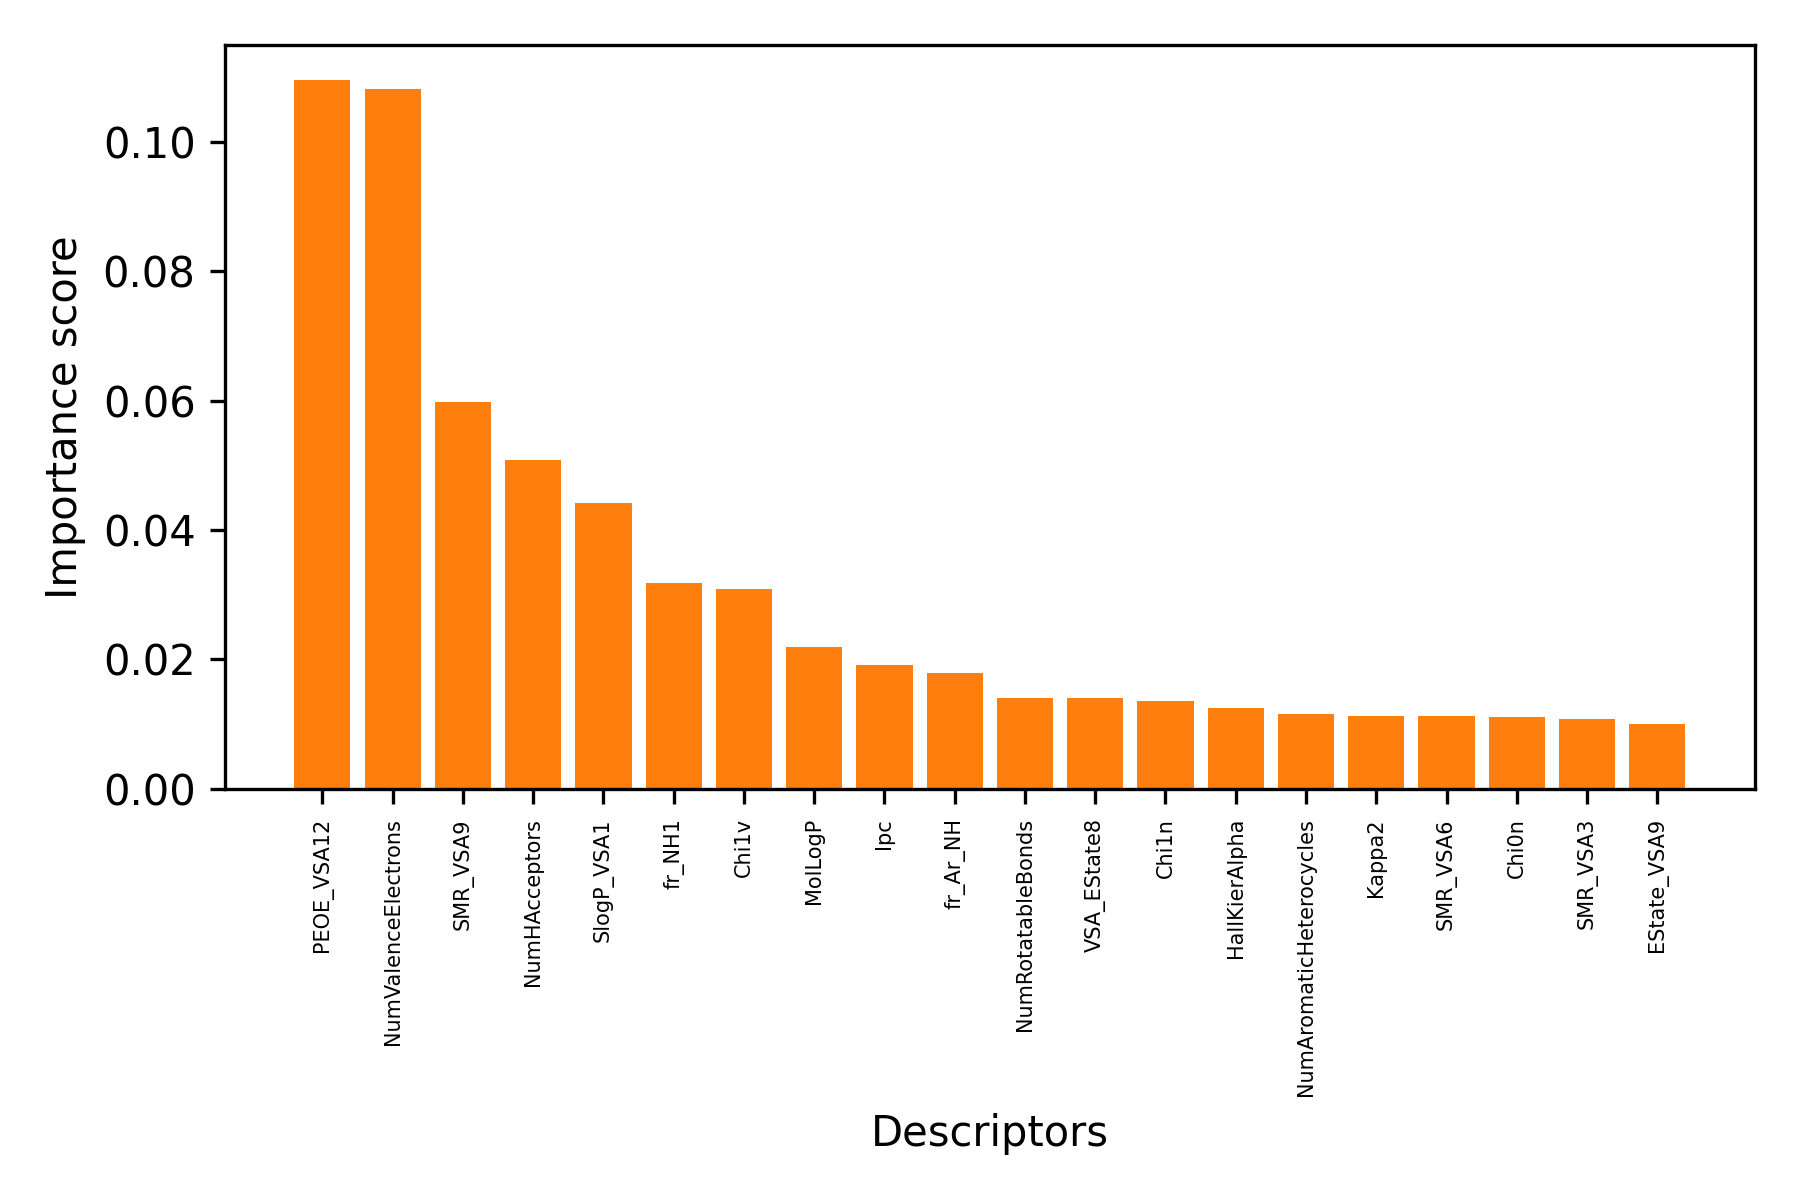 Importance score
0.10
0.08
0.06
0.04
0.02
0.00
PEOE_VSA12
NumValenceElectrons
SMR_VSA9
NumHAcceptors
SlogP_VSA1
fr_NH1
Chi1v
MolLogP
Ipc
fr_Ar_NH
NumRotatableBonds
VSA_EState8
Chi1n
HallKierAlpha
NumAromaticHeterocycles
Kappa2
SMR_VSA6
Chi0n
SMR_VSA3
EState_VSA9
Descriptors